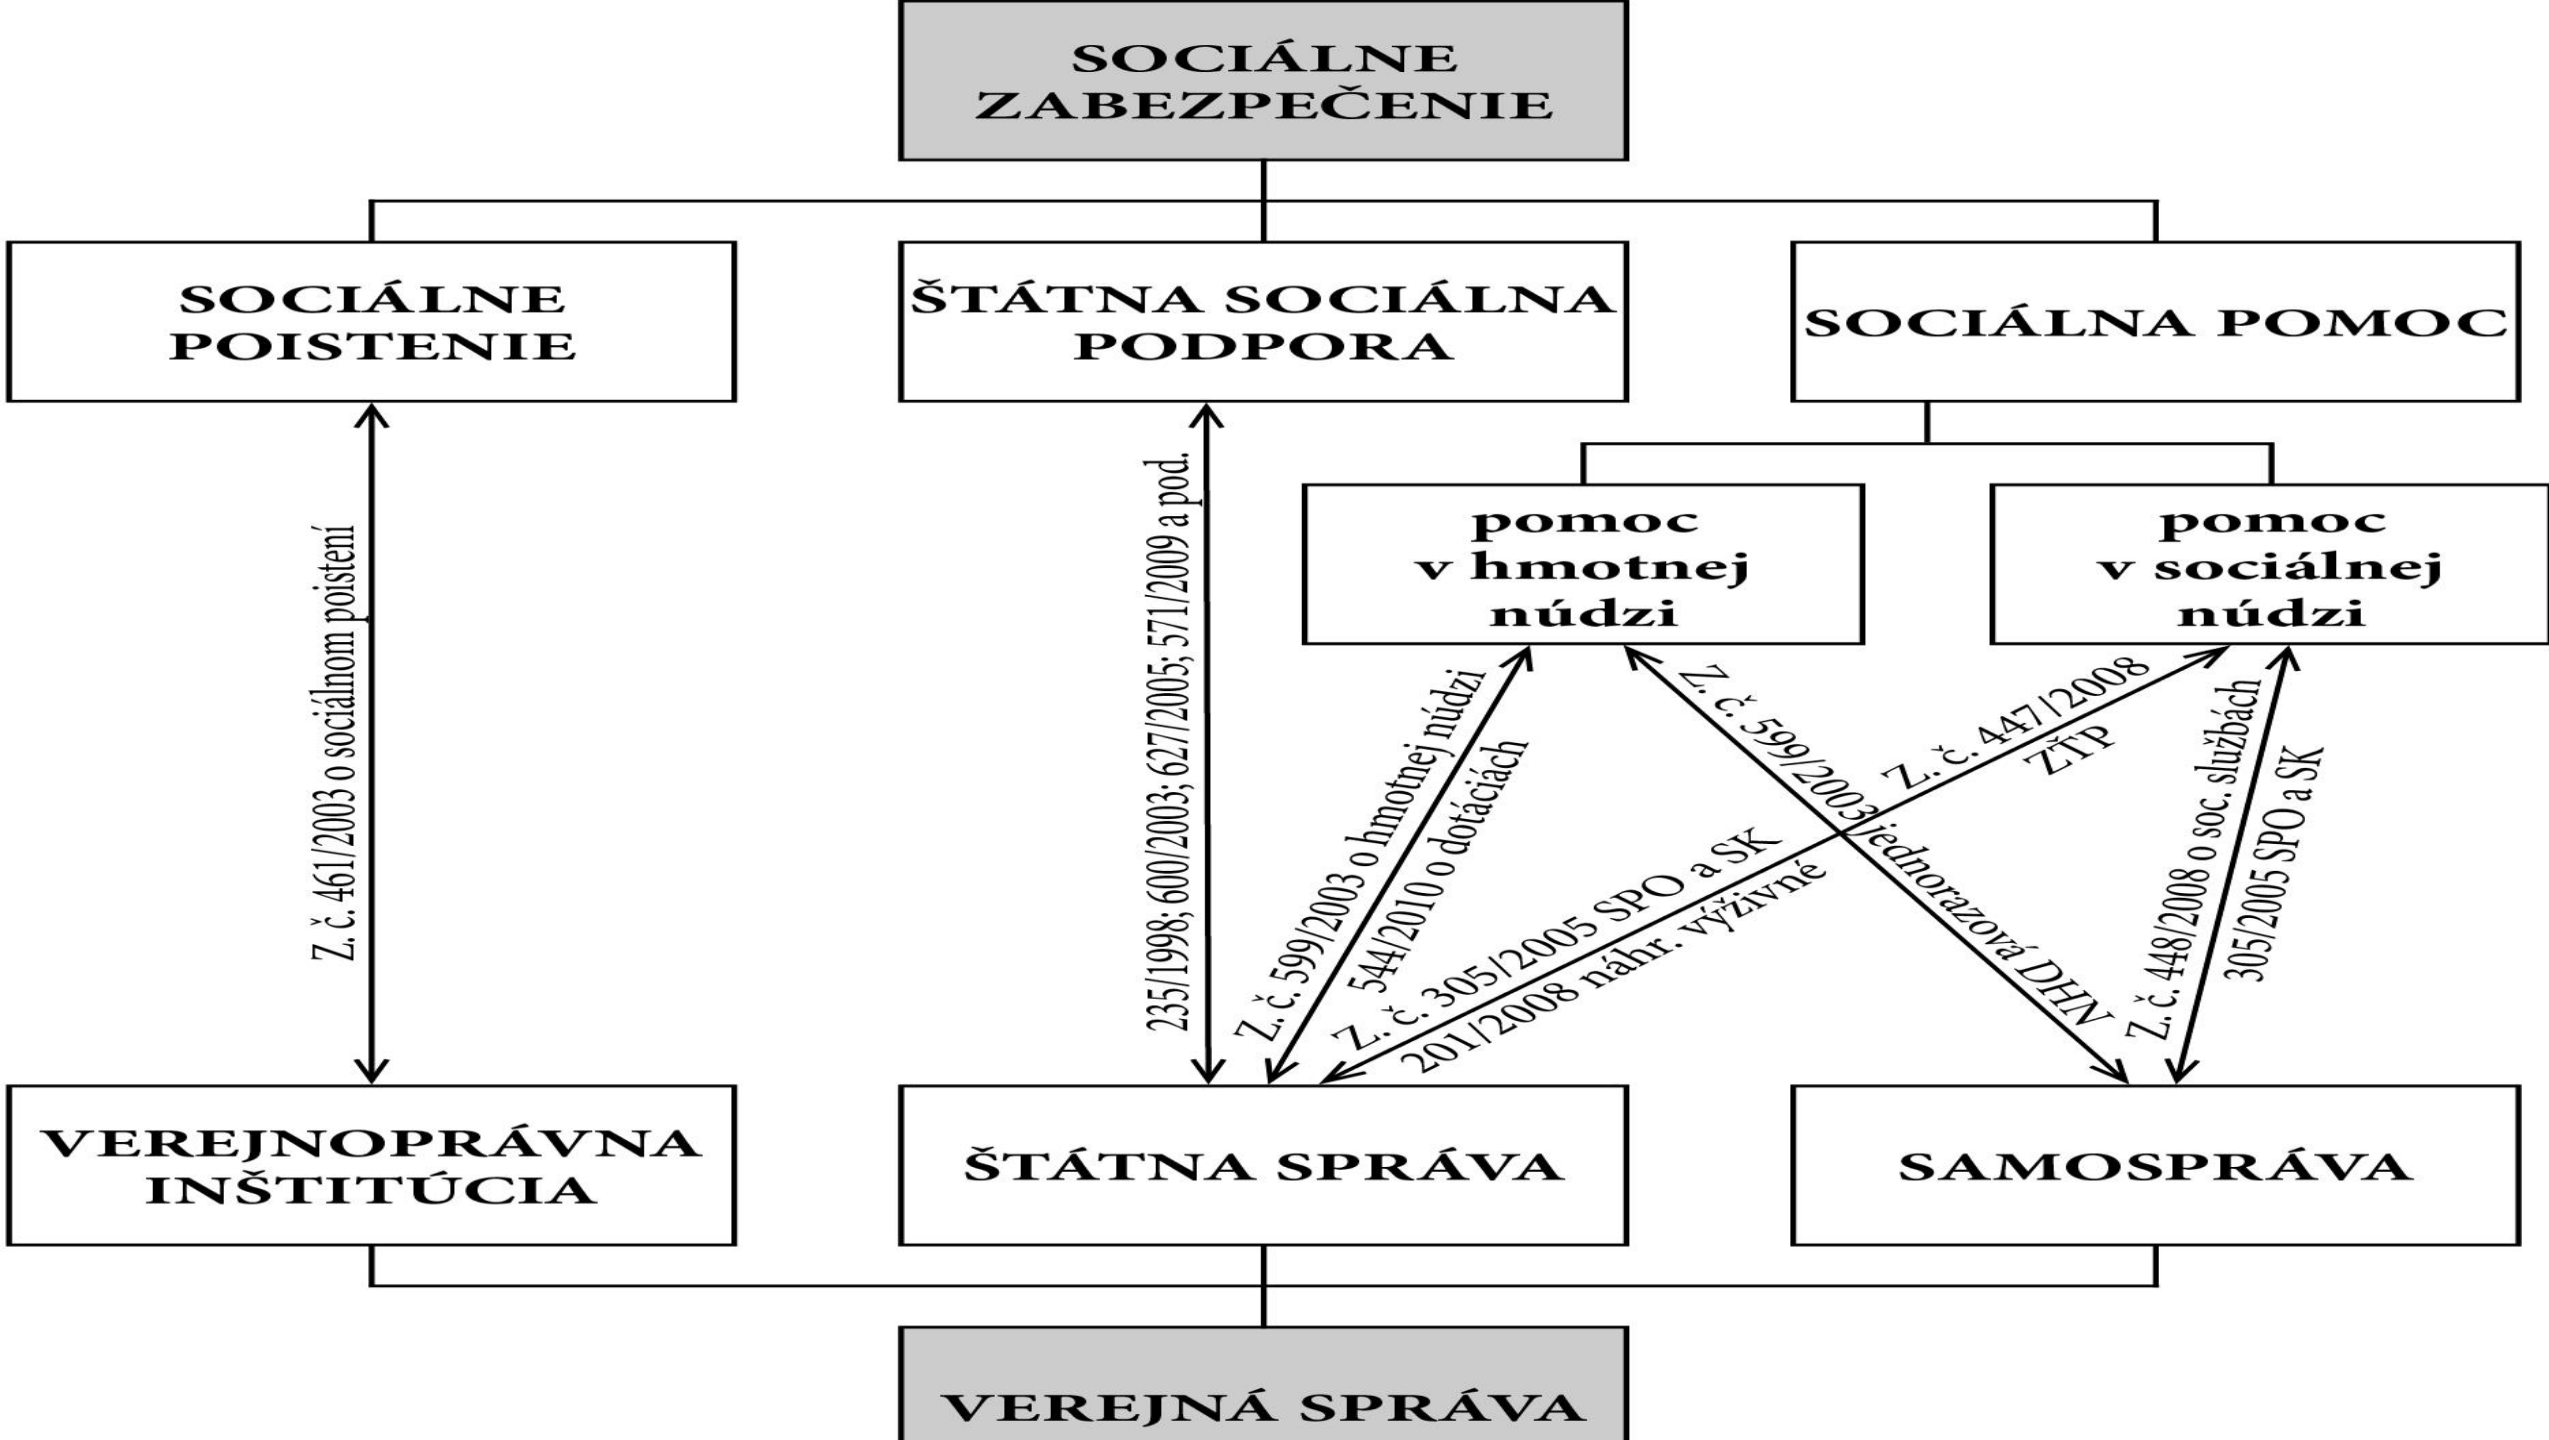 SOCIÁLNE
ZABEZPEČENIE
SOCIÁLNE
POISTENIE
ŠTÁTNA SOCIÁLNA
PODPORA
SOCIÁLNA POMOC
pomoc
v hmotnej
núdzi
pomoc
v sociálnej
núdzi
Z. č. 461/2003 o sociálnom poistení
235/1998; 600/2003; 627/2005; 571/2009 a pod.
Z. č. 599/2003 o hmotnej núdzi
544/2010 o dotáciách
Z. č. 305/2005 SPO a SK
201/2008 náhr. výživné
Z. č. 599/2003 jednorazová DHN
Z. č. 447/2008
ŽŤP
Z. č. 448/2008 o soc. službách
305/2005 SPO a SK
VEREJNOPRÁVNA
INŠTITÚCIA
ŠTÁTNA SPRÁVA
SAMOSPRÁVA
VEREJNÁ SPRÁVA